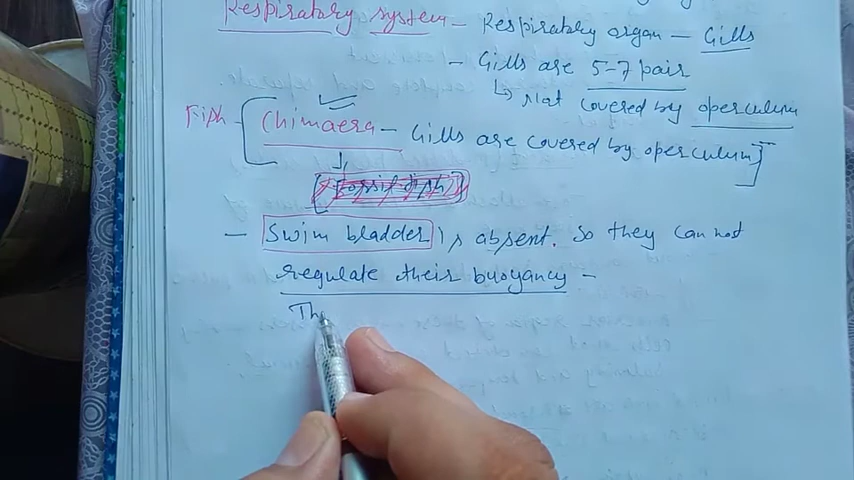 Respiratory system - Respiratory organ - Gills
- Gills are 5-7 pair
↳ Not covered by operculum
Fish Chimaera - Gills are covered by operculum
- Swim bladder is absent. So they can not
regulate their buoyancy -
Th